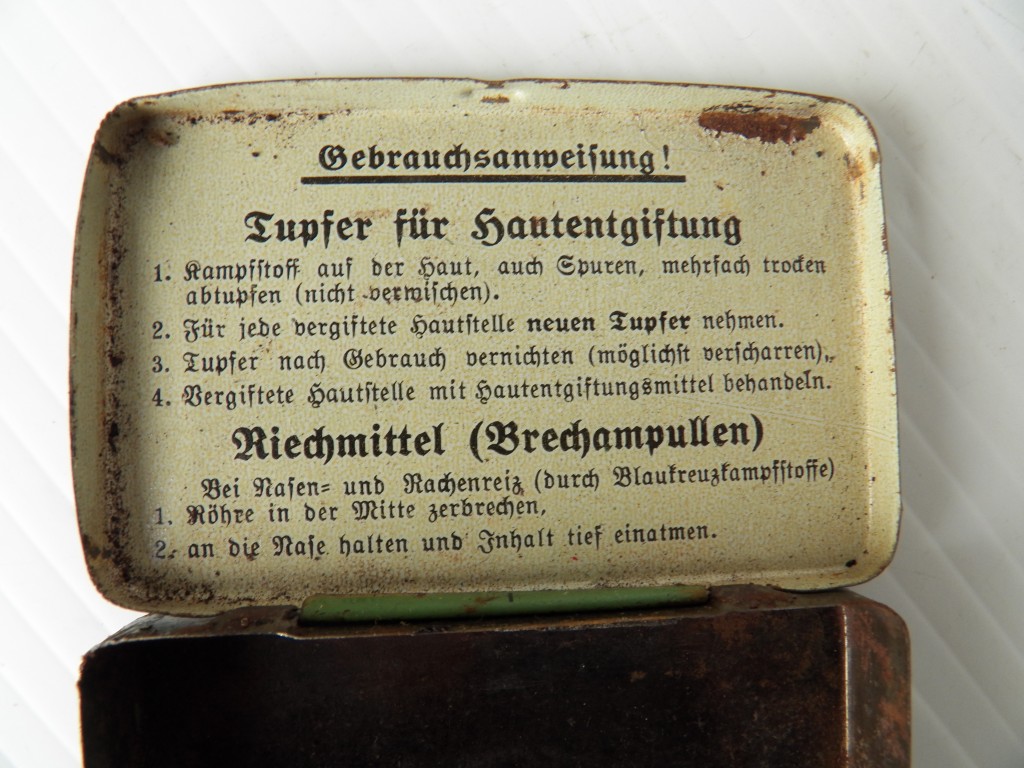 Gebrauchsanweisung!
Tupfer für Hautentgiftung
1. Kampfstoff auf der Haut, auch Spuren, mehrfach trocken
abtupfen (nicht verwischen).
2. Für jede vergiftete Hautstelle neuen Tupfer nehmen.
3. Tupfer nach Gebrauch vernichten (möglichst verscharren).
4. Vergiftete Hautstelle mit Hautentgiftungsmittel behandeln.
Riechmittel (Brechampullen)
Bei Nasen- und Rachenreiz (durch Blaukreuzkampfstoffe)
1. Röhre in der Mitte zerbrechen,
2. an die Nase halten und Inhalt tief einatmen.